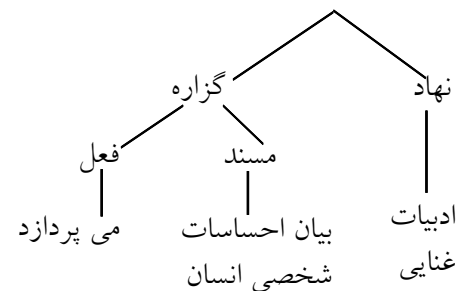 نهاد
گزاره
مسند
فعل
ادبیات
غنایی
بیان احساسات
شخصی انسان
می پردازد